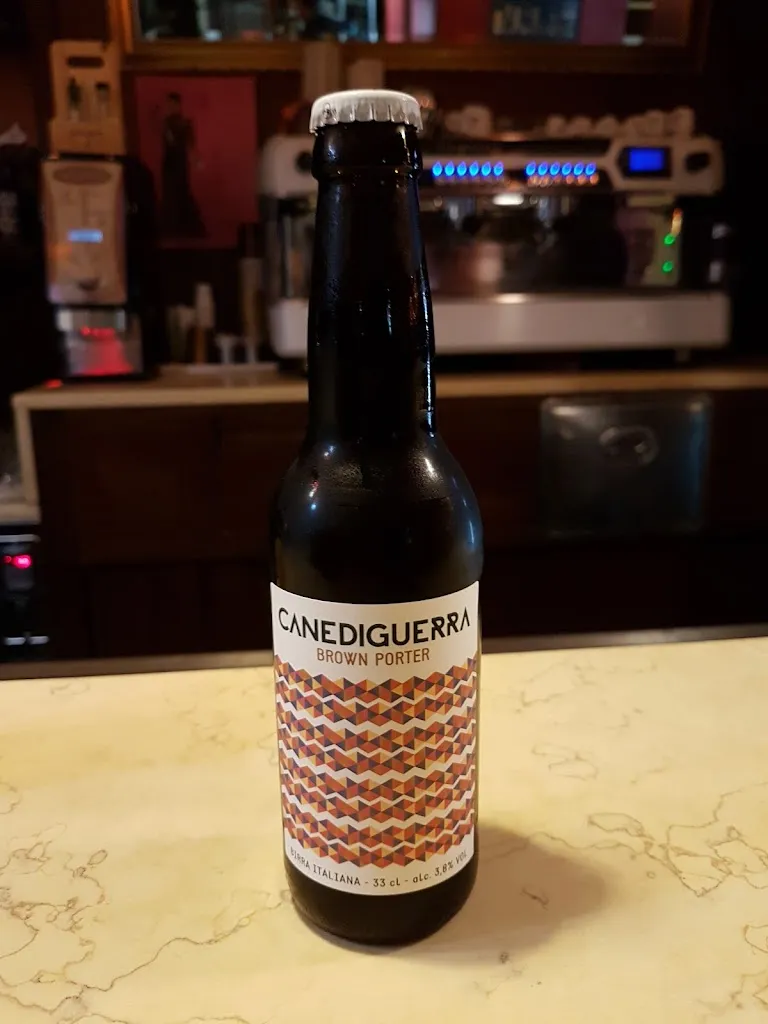 CANEDIGUERRA
BROWN PORTER
BIRRA ITALIANA - 33 cl - alc. 3,8% VOL